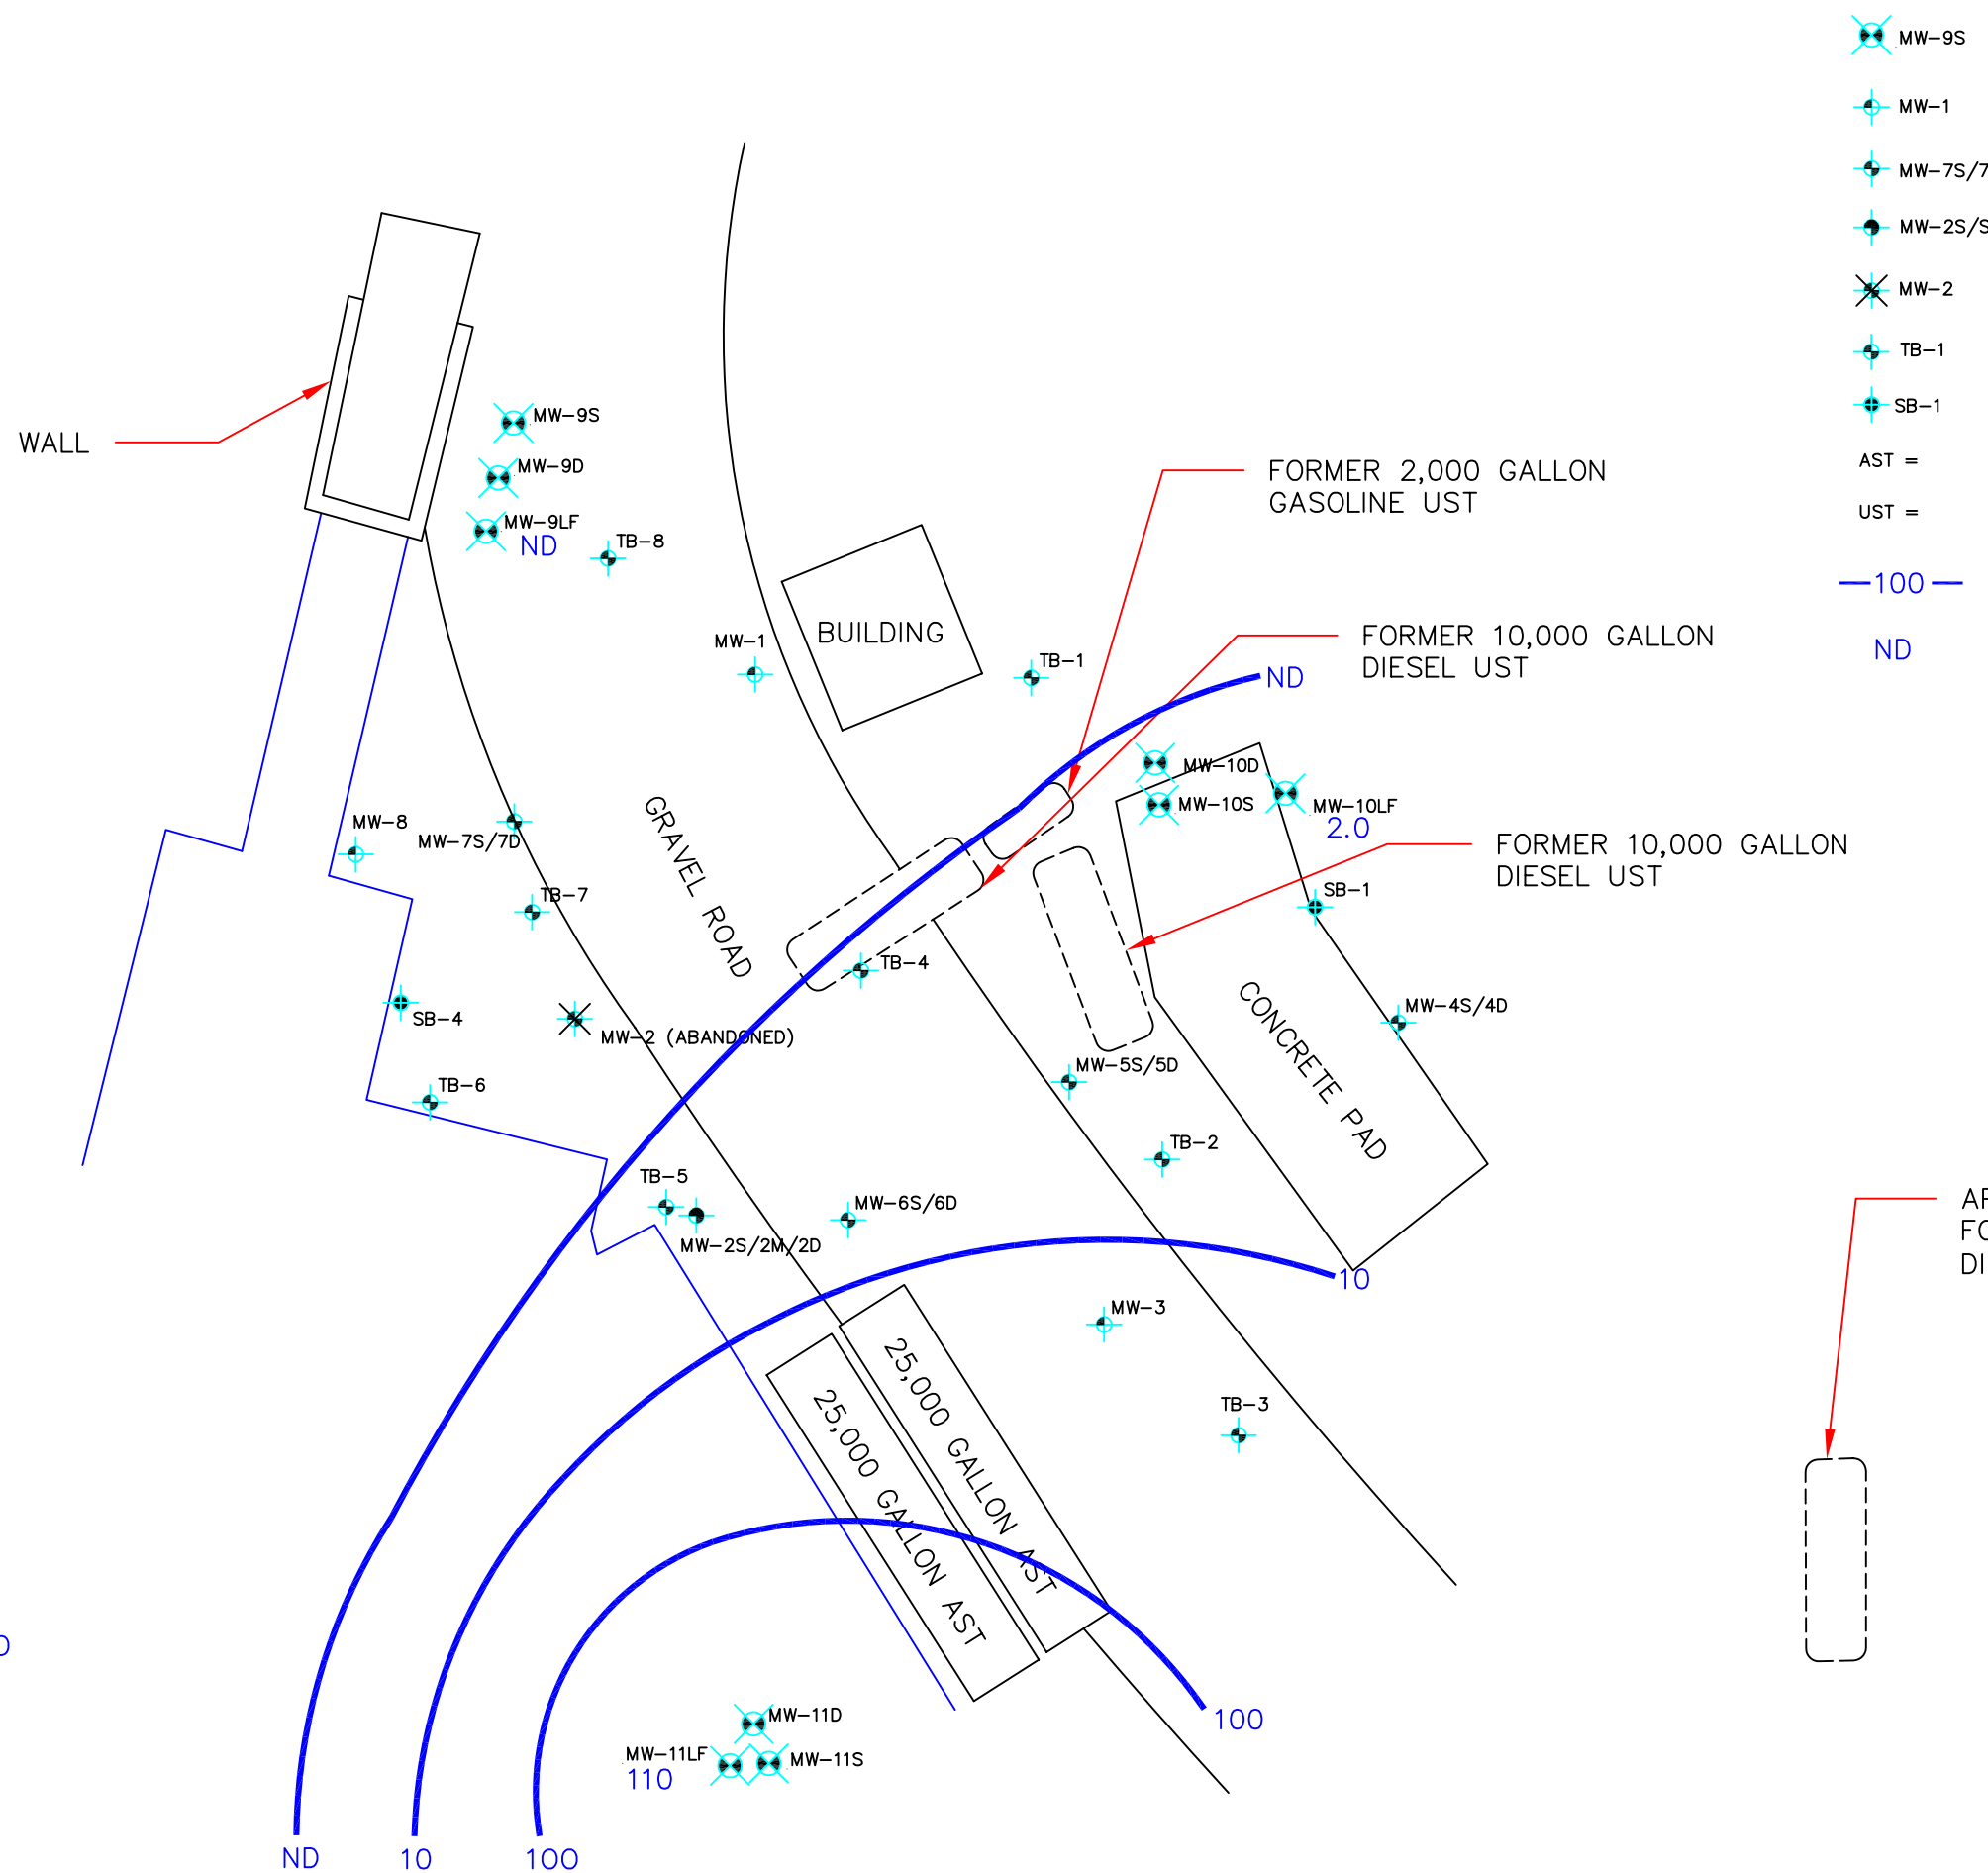 MW-9S
MW-1
MW-7S/7
MW-2S/S
MW-2
TB-1
SB-1
AST =
UST =
100
ND
WALL
MW-9S
MW-9D
MW-9LF
ND
TB-8
FORMER 2,000 GALLON
GASOLINE UST
BUILDING
MW-1
TB-1
FORMER 10,000 GALLON
DIESEL UST
ND
MW-10D
MW-10S
MW-10LF
2.0
MW-8
MW-7S/7D
GRAVEL ROAD
FORMER 10,000 GALLON
DIESEL UST
TB-7
SB-1
TB-4
SB-4
MW-2 (ABANDONED)
MW-4S/4D
CONCRETE PAD
TB-6
MW-5S/5D
TB-2
TB-5
MW-6S/6D
MW-2S/2M/2D
10
MW-3
TB-3
25,000 GALLON AST
25,000 GALLON AST
MW-11D
MW-11LF
110
MW-11S
100
ND
10
100